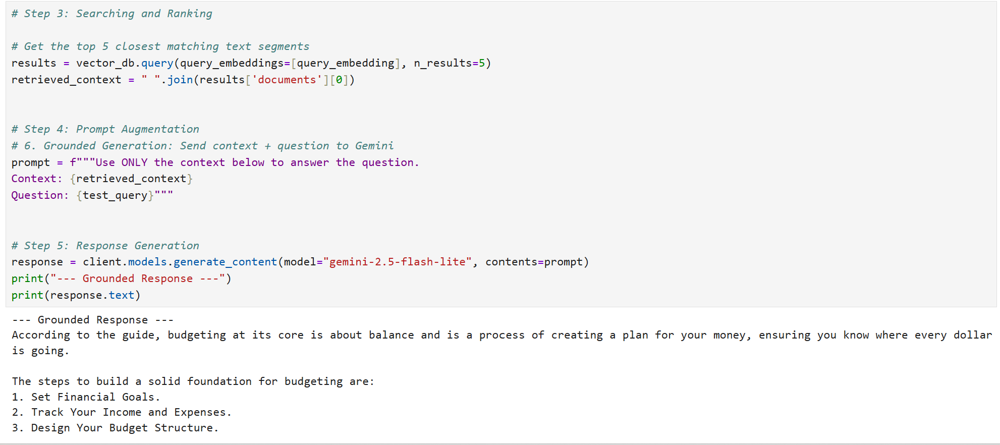 # Step 3: Searching and Ranking
# Get the top 5 closest matching text segments
results = vector_db.query(query_embeddings=[query_embedding], n_results=5)
retrieved_context = " ".join(results['documents'][0])
# Step 4: Prompt Augmentation
# 6. Grounded Generation: Send context + question to Gemini
prompt = f"""Use ONLY the context below to answer the question.
Context: {retrieved_context}
Question: {test_query}"""
# Step 5: Response Generation
response = client.models.generate_content(model="gemini-2.5-flash-lite", contents=prompt)
print("--- Grounded Response ---")
print(response.text)
--- Grounded Response ---
According to the guide, budgeting at its core is about balance and is a process of creating a plan for your money, ensuring you know where every dollar
is going.
The steps to build a solid foundation for budgeting are:
1. Set Financial Goals.
2. Track Your Income and Expenses.
3. Design Your Budget Structure.